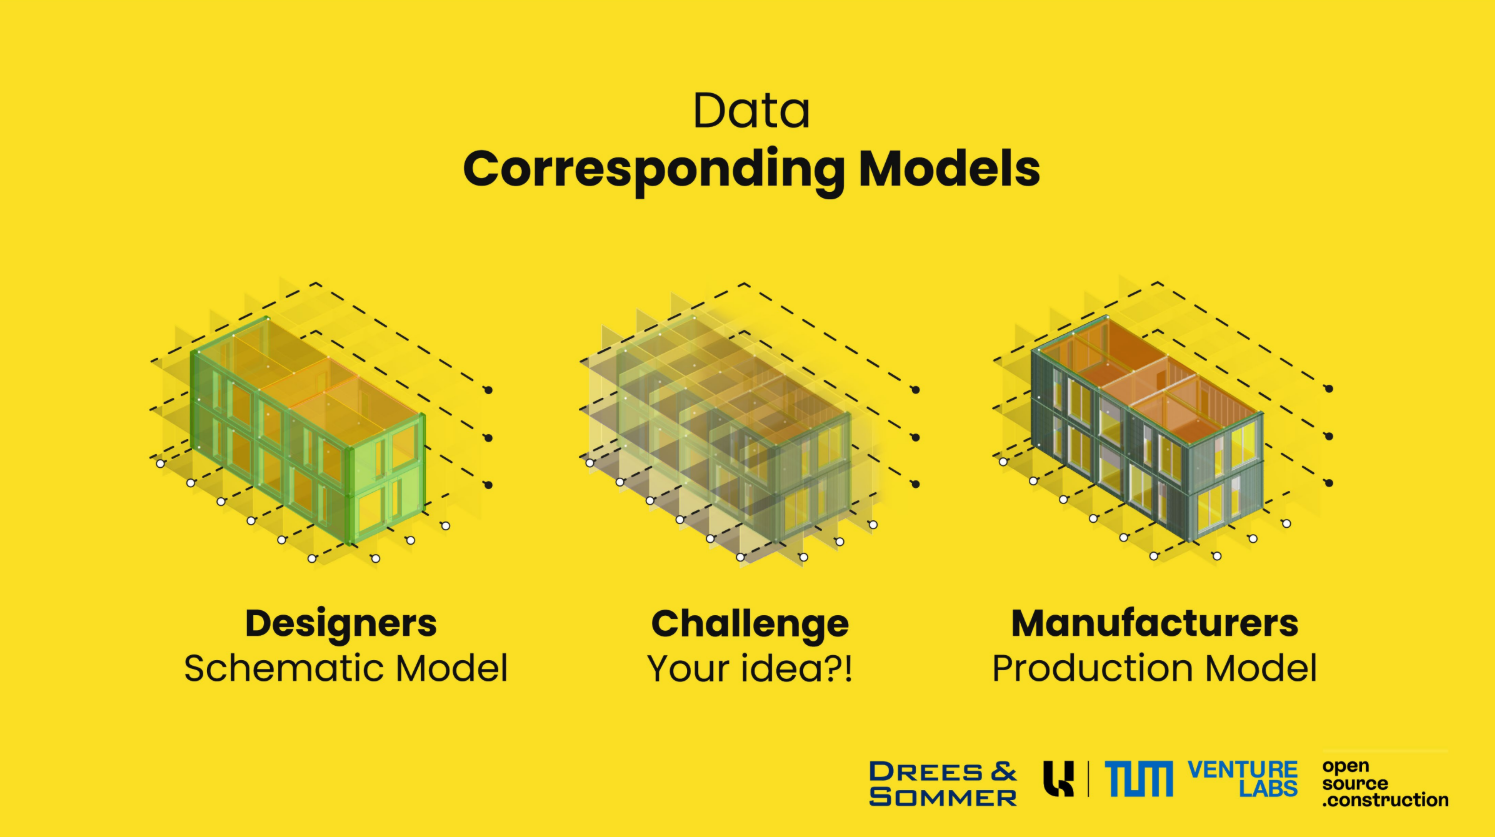 Data
Corresponding Models
Designers
Schematic Model
Challenge
Your idea?!
Manufacturers
Production Model
DREES &
SOMMER
TUM
VENTURE
LABS
open
source
.construction